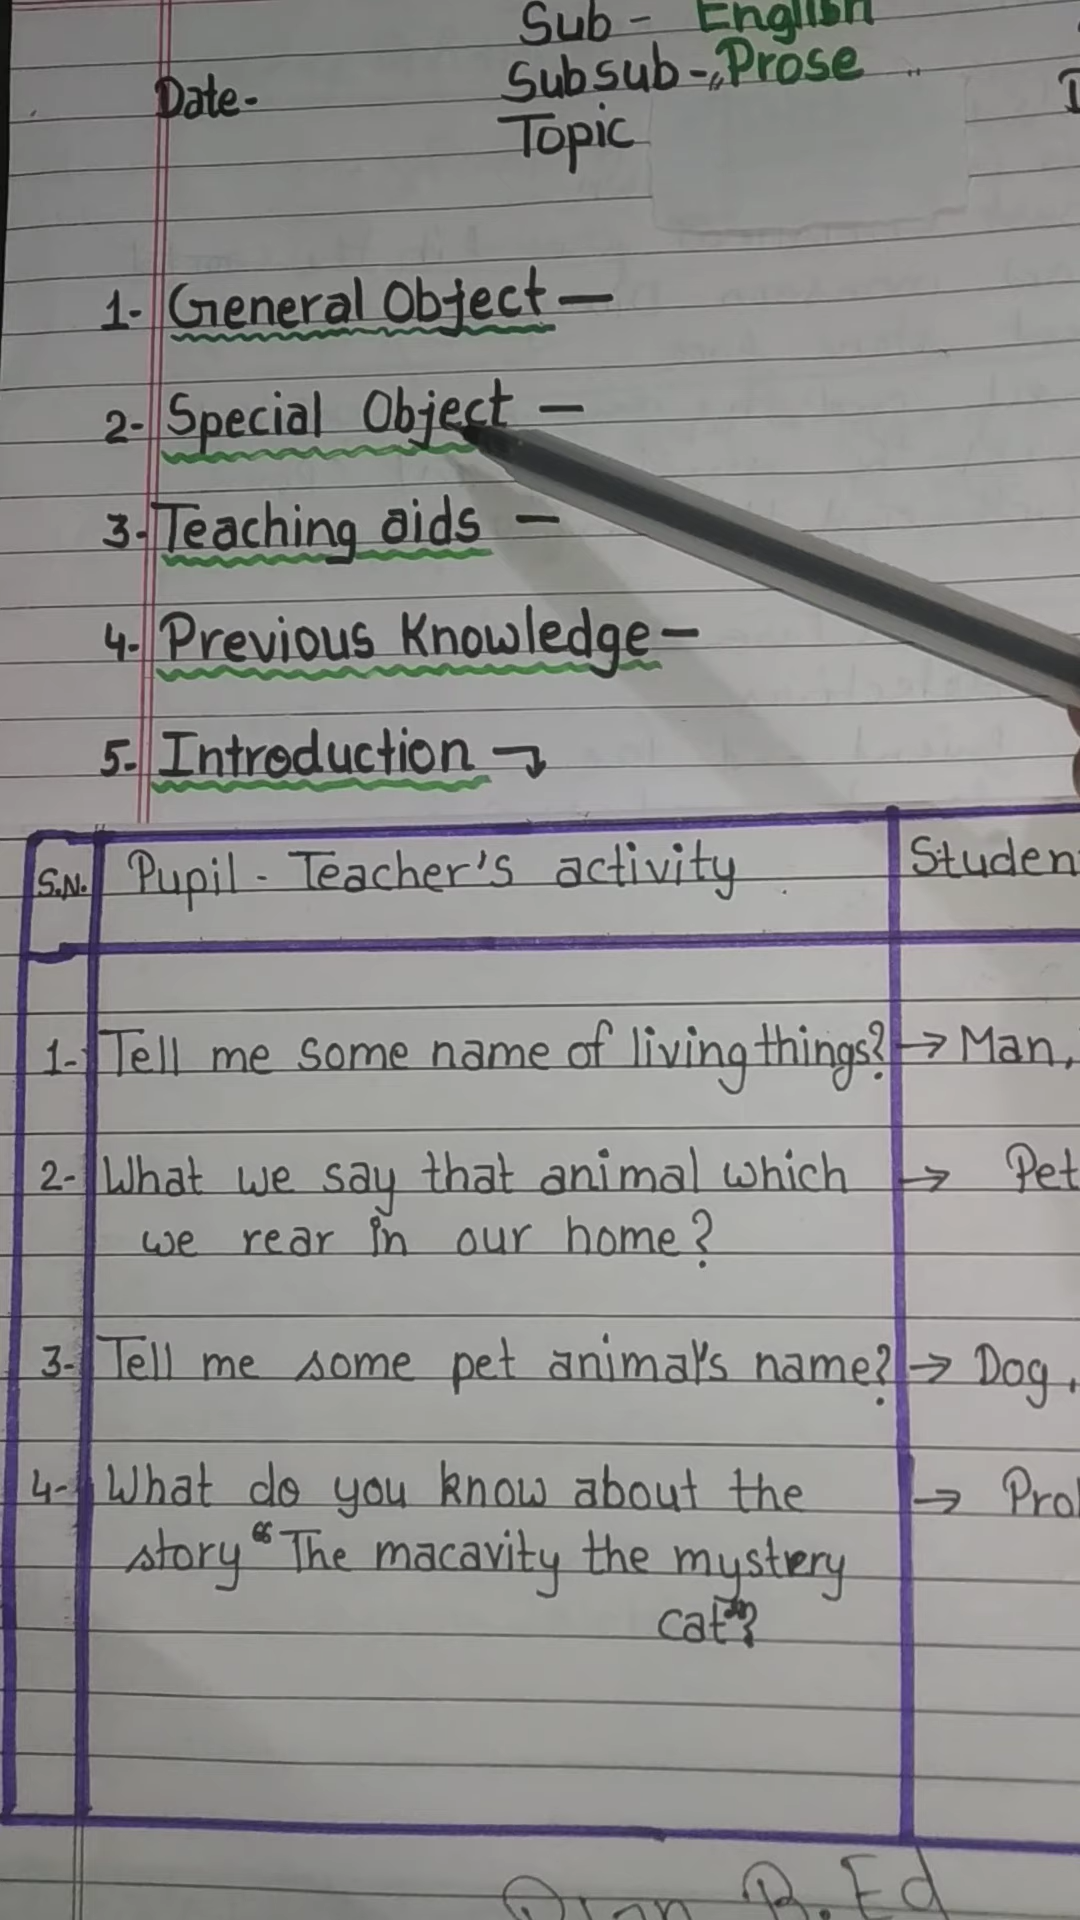 Sub - English
Date-
Subsub-„Prose
Topic
1- General Object —
2- Special Object —
3- Teaching aids —
4- Previous Knowledge —
5- Introduction
S.N. Pupil - Teacher's activity Studen
1- Tell me some name of living things? → Man,
2- What we say that animal which → Pet
we rear in our home?
3- Tell me some pet animal's name? → Dog,
4- What do you know about the →
story “The macavity the mystery
cat”?
B.Ed